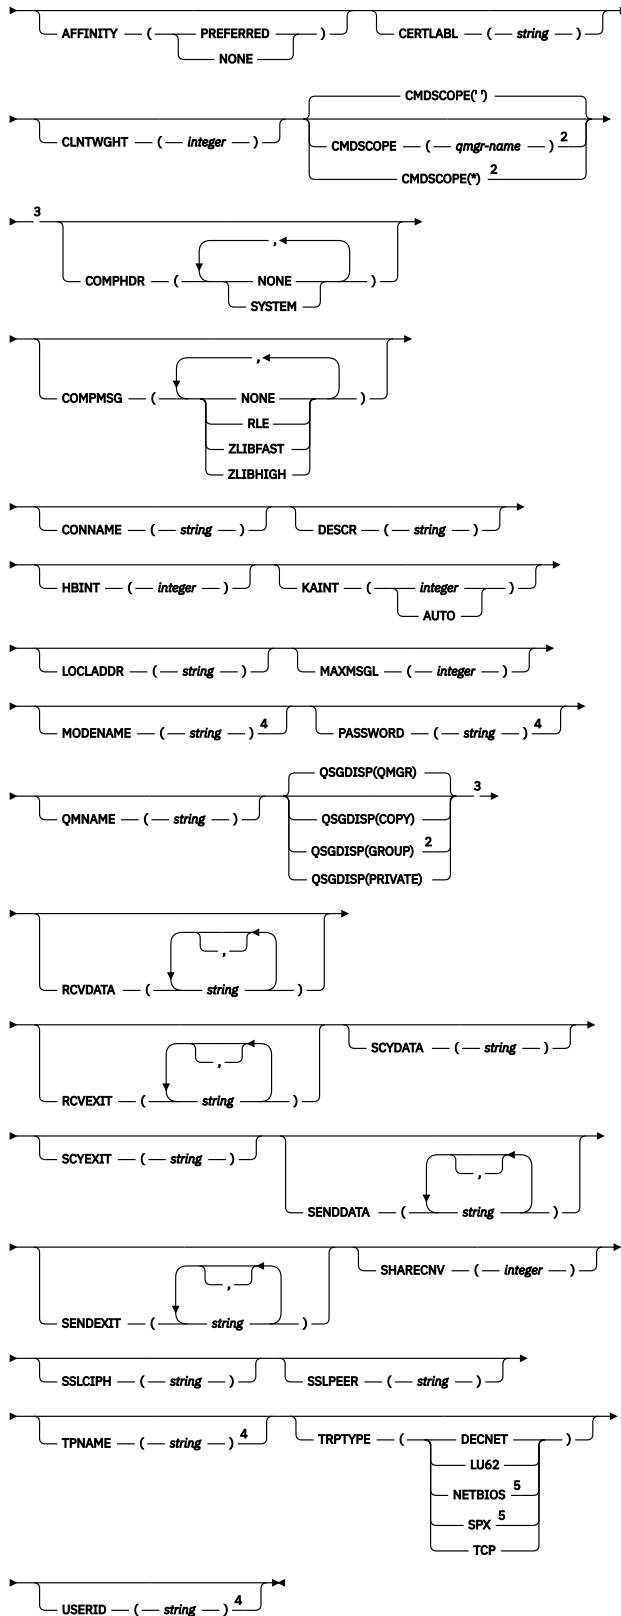 AFFINITY ( PREFERRED ) CERTLABL ( string )
NONE
CMDSCOPE(' ')
CLNTWGHT ( integer ) CMDSCOPE ( qmgr-name ) 2
CMDSCOPE(*) 2
3
,
COMPHDR ( NONE )
SYSTEM
,
COMPMSG ( NONE )
RLE
ZLIBFAST
ZLIBHIGH
CONNAME ( string ) DESCR ( string )
HBINT ( integer ) KAINT ( integer )
AUTO
LOCLADDR ( string ) MAXMSGL ( integer )
MODENAME ( string ) 4 PASSWORD ( string ) 4
QSGDISP(QMGR) 3
QMNAME ( string ) QSGDISP(COPY)
QSGDISP(GROUP) 2
QSGDISP(PRIVATE)
,
RCVDATA ( string )
SCYDATA ( string )
,
RCVEXIT ( string )
SCYEXIT ( string )
,
SENDDATA ( string )
SHARECNV ( integer )
,
SENDEXIT ( string )
SSLCIPH ( string ) SSLPEER ( string )
TPNAME ( string ) 4 TRPTYPE ( DECNET )
LU62
NETBIOS 5
SPX 5
TCP
USERID ( string ) 4